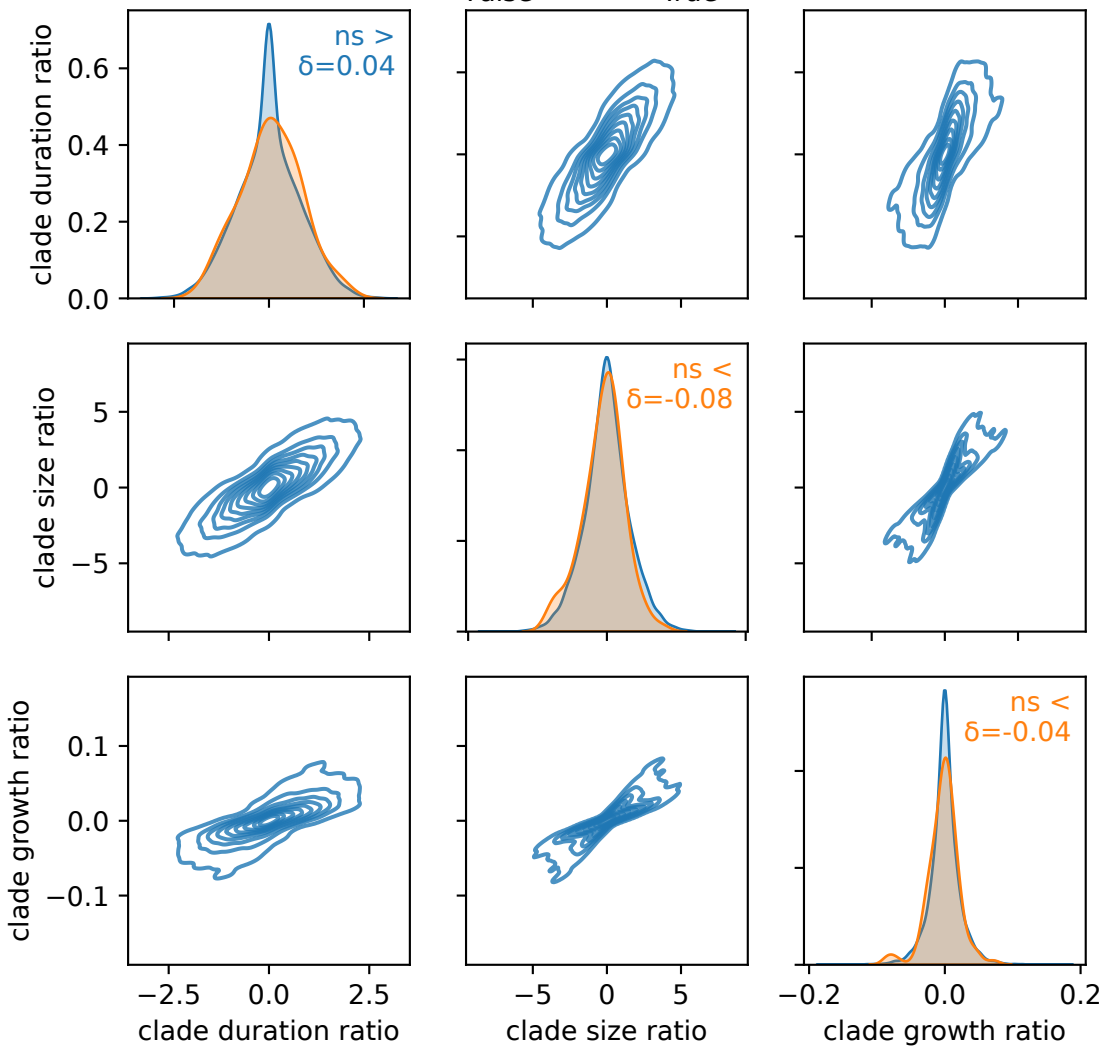 ns >
δ=0.04
clade duration ratio
0.6
0.4
0.2
0.0
ns <
δ=-0.08
clade size ratio
5
0
−5
ns <
δ=-0.04
clade growth ratio
0.1
0.0
−0.1
−2.5 0.0 2.5 −5 0 5 −0.2 0.0 0.2
clade duration ratio clade size ratio clade growth ratio